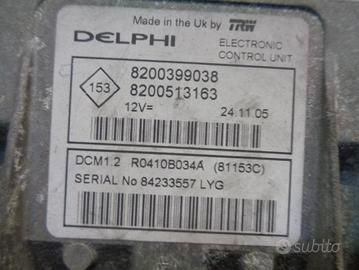 Made in the Uk by TRW
DELPHI
ELECTRONIC
CONTROL UNIT
153
8200399038
8200513163
12V=
24.11.05
DCM1.2 R0410B034A (81153C)
SERIAL No 84233557 LYG
subito